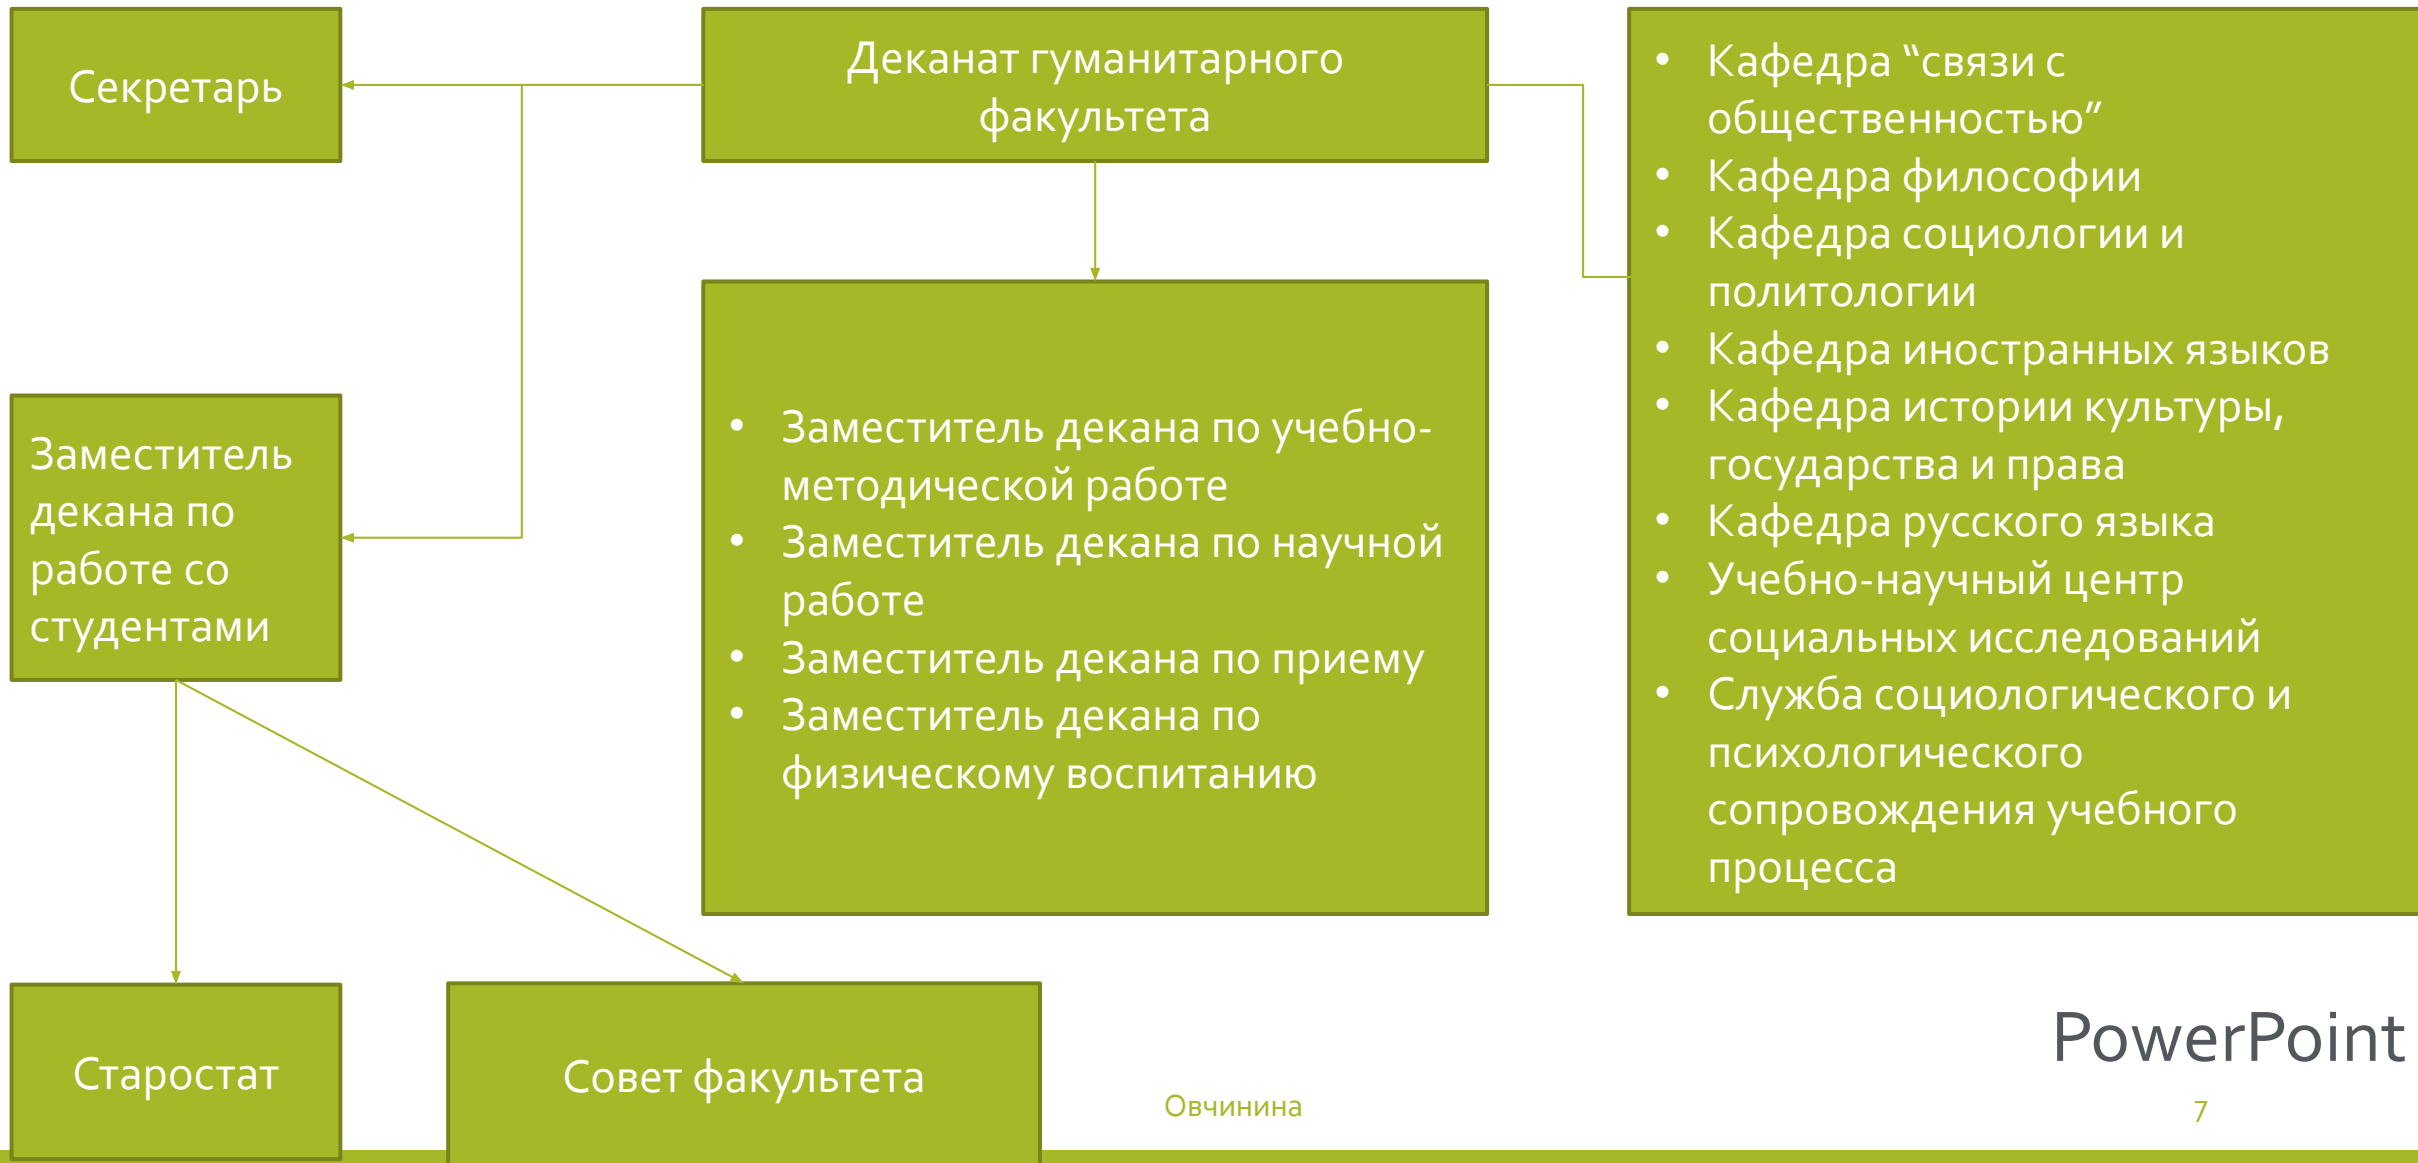 Секретарь
Деканат гуманитарного
факультета
• Кафедра “связи с
общественностью”
• Кафедра философии
• Кафедра социологии и
политологии
• Кафедра иностранных языков
• Кафедра истории культуры,
государства и права
• Кафедра русского языка
• Учебно-научный центр
социальных исследований
• Служба социологического и
психологического
сопровождения учебного
процесса
Заместитель
декана по
работе со
студентами
• Заместитель декана по учебно-
методической работе
• Заместитель декана по научной
работе
• Заместитель декана по приему
• Заместитель декана по
физическому воспитанию
Старостат
Совет факультета
PowerPoint
Овчинина
7